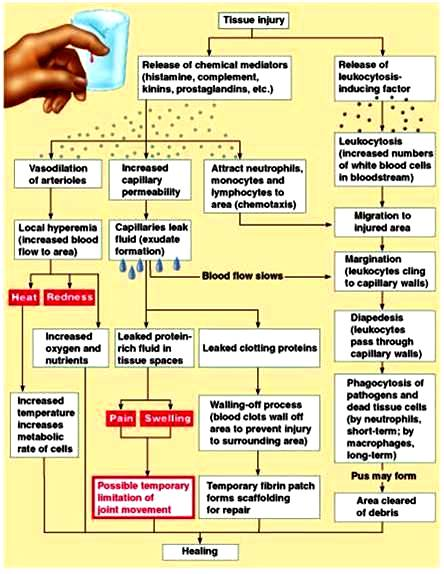 Tissue injury
Release of chemical mediators
(histamine, complement,
kinins, prostaglandins, etc.)
Release of
leukocytosis-
inducing factor
Leukocytosis
(increased numbers
of white blood cells
in bloodstream)
Vasodilation
of arterioles
Increased
capillary
permeability
Attract neutrophils,
monocytes and
lymphocytes to
area (chemotaxis)
Migration to
injured area
Local hyperemia
(increased blood
flow to area)
Capillaries leak
fluid (exudate
formation)
Blood flow slows
Margination
(leukocytes cling
to capillary walls)
Heat
Redness
Diapedesis
(leukocytes
pass through
capillary walls)
Increased
oxygen and
nutrients
Leaked protein-
rich fluid in
tissue spaces
Leaked clotting proteins
Phagocytosis of
pathogens and
dead tissue cells
(by neutrophils,
short-term; by
macrophages,
long-term)
Increased
temperature
increases
metabolic
rate of cells
Pain
Swelling
Walling-off process
(blood clots wall off
area to prevent injury
to surrounding area)
Pus may form
Possible temporary
limitation of
joint movement
Temporary fibrin patch
forms scaffolding
for repair
Area cleared
of debris
Healing